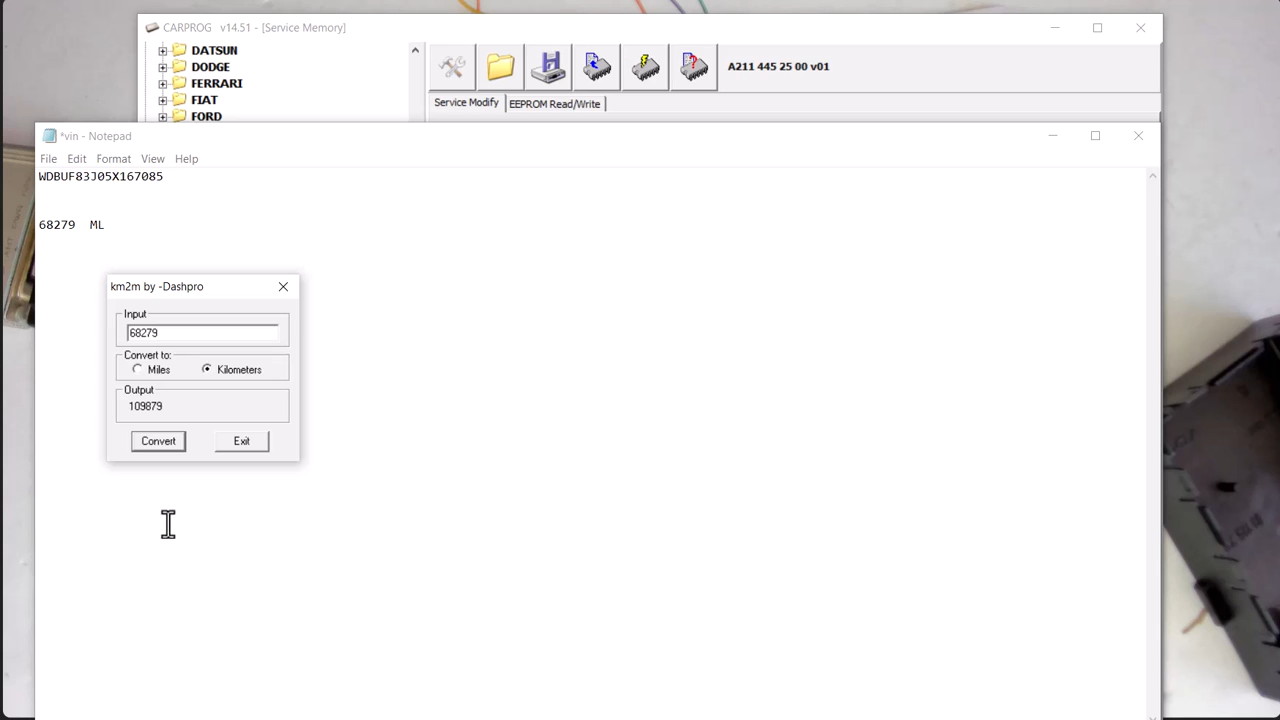 CARPROG v14.51 - [Service Memory]
DATSUN
DODGE
FERRARI
FIAT
FORD
A211 445 25 00 v01
Service Modify
EEPROM Read/Write
*vin - Notepad
File Edit Format View Help
WDBUF83J05X167085
68279 ML
km2m by -Dashpro
Input
68279
Convert to:
Miles Kilometers
Output
109879
Convert Exit